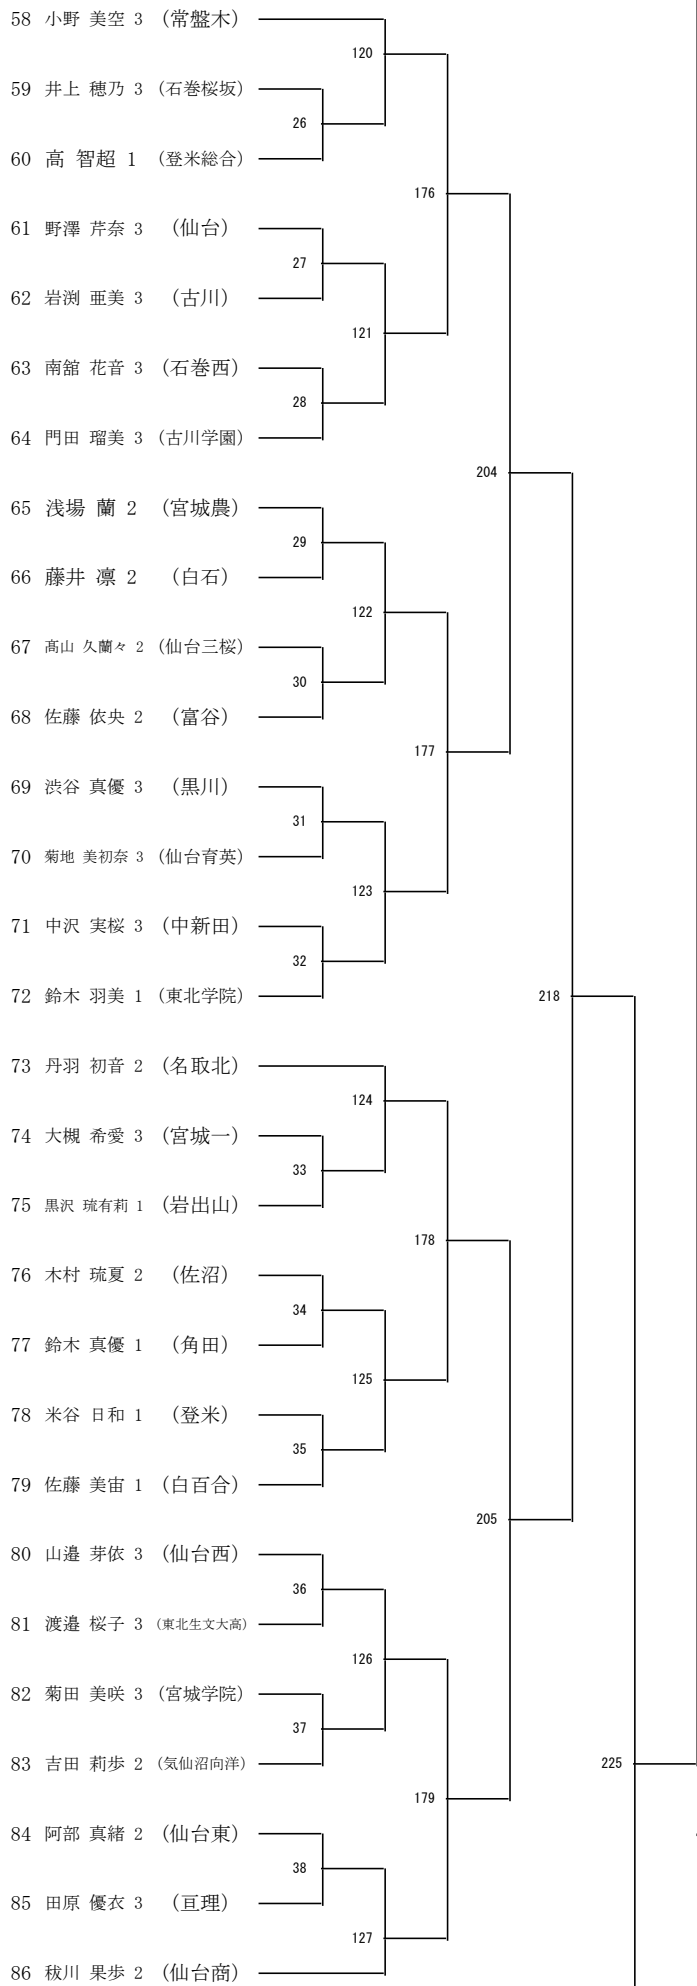 58 小野 美空 3 (常盤木)
120
59 井上 穂乃 3 (石巻桜坂)
26
60 高 智超 1 (登米総合)
176
61 野澤 芹奈 3 (仙台)
27
62 岩渕 亜美 3 (古川)
121
63 南舘 花音 3 (石巻西)
28
64 門田 瑠美 3 (古川学園)
204
65 浅場 蘭 2 (宮城農)
29
66 藤井 凛 2 (白石)
122
67 髙山 久蘭々 2 (仙台三桜)
30
68 佐藤 依央 2 (富谷)
177
69 渋谷 真優 3 (黒川)
31
70 菊地 美初奈 3 (仙台育英)
123
71 中沢 実桜 3 (中新田)
32
72 鈴木 羽美 1 (東北学院)
218
73 丹羽 初音 2 (名取北)
124
74 大槻 希愛 3 (宮城一)
33
75 黒沢 琉有莉 1 (岩出山)
178
76 木村 琉夏 2 (佐沼)
34
77 鈴木 真優 1 (角田)
125
78 米谷 日和 1 (登米)
35
79 佐藤 美宙 1 (白百合)
205
80 山邉 芽依 3 (仙台西)
36
81 渡邉 桜子 3 (東北生文大高)
126
82 菊田 美咲 3 (宮城学院)
37
83 吉田 莉歩 2 (気仙沼向洋)
225
179
84 阿部 真緒 2 (仙台東)
38
85 田原 優衣 3 (亘理)
127
86 秡川 果歩 2 (仙台商)